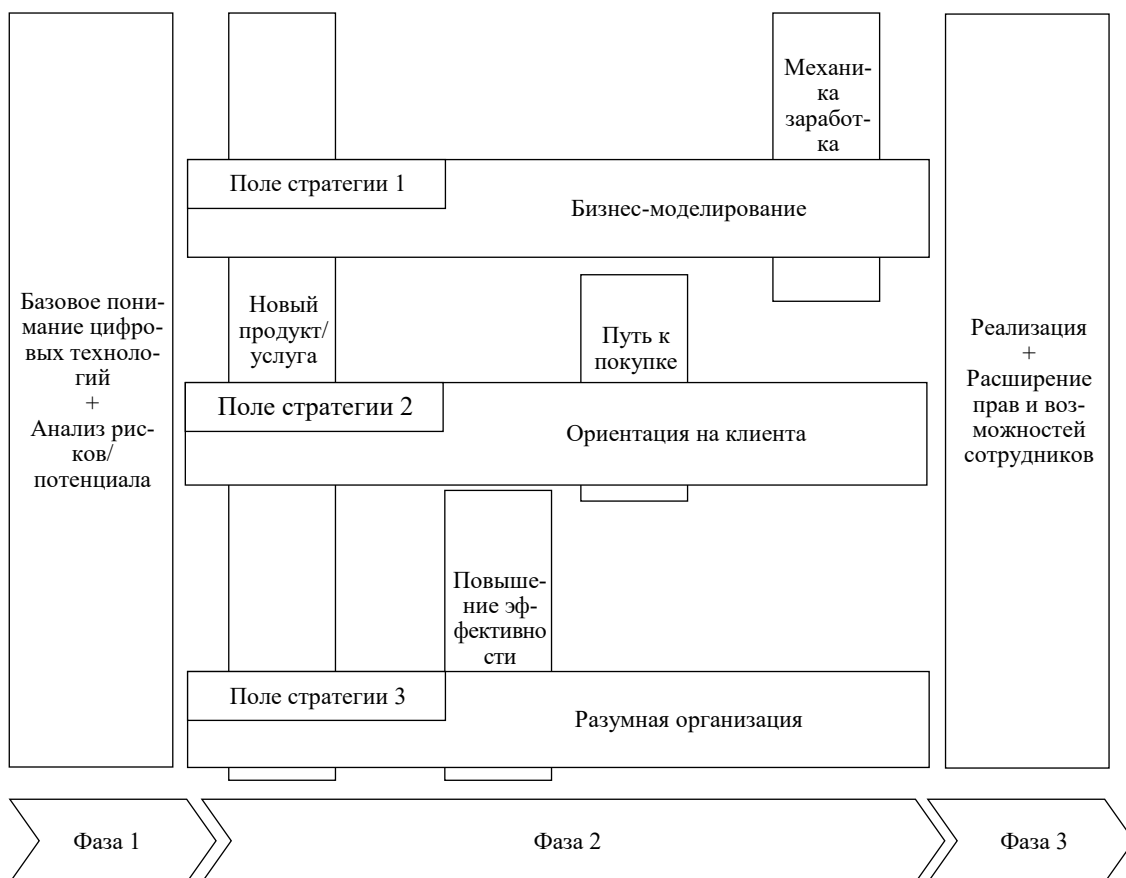 Механи-
ка
заработ-
ка
Поле стратегии 1
Бизнес-моделирование
Базовое пони-
мание цифро-
вых техноло-
гий
+
Анализ рис-
ков/
потенциала
Новый
продукт/
услуга
Путь к
покупке
Реализация
+
Расширение
прав и воз-
можностей
сотрудников
Поле стратегии 2
Ориентация на клиента
Повыше-
ние эф-
фективно
сти
Поле стратегии 3
Разумная организация
Фаза 1
Фаза 2
Фаза 3